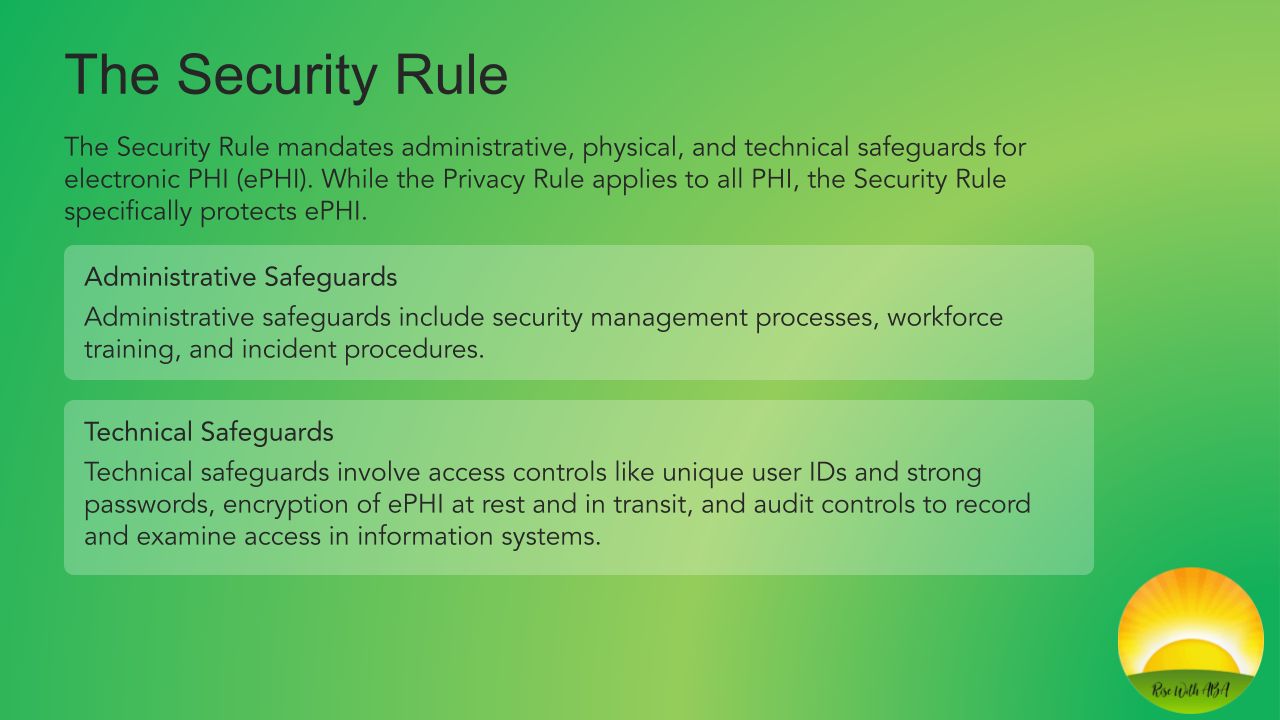 The Security Rule
The Security Rule mandates administrative, physical, and technical safeguards for
electronic PHI (ePHI). While the Privacy Rule applies to all PHI, the Security Rule
specifically protects ePHI.
Administrative Safeguards
Administrative safeguards include security management processes, workforce
training, and incident procedures.
Technical Safeguards
Technical safeguards involve access controls like unique user IDs and strong
passwords, encryption of ePHI at rest and in transit, and audit controls to record
and examine access in information systems.
Rise With ABA